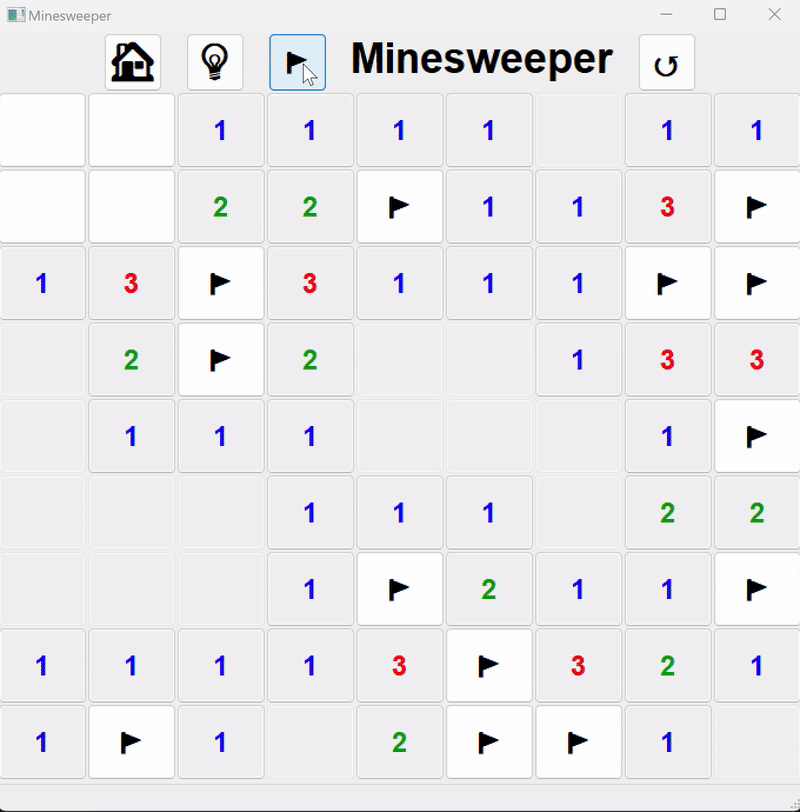 Minesweeper
Minesweeper
1 1 1 1 1 1
2 2 1 1 3
1 3 3 1 1 1
2 2 1 3 3
1 1 1 1
1 1 1 2 2
1 2 1 1
1 1 1 1 3 3 2 1
1 1 2 1